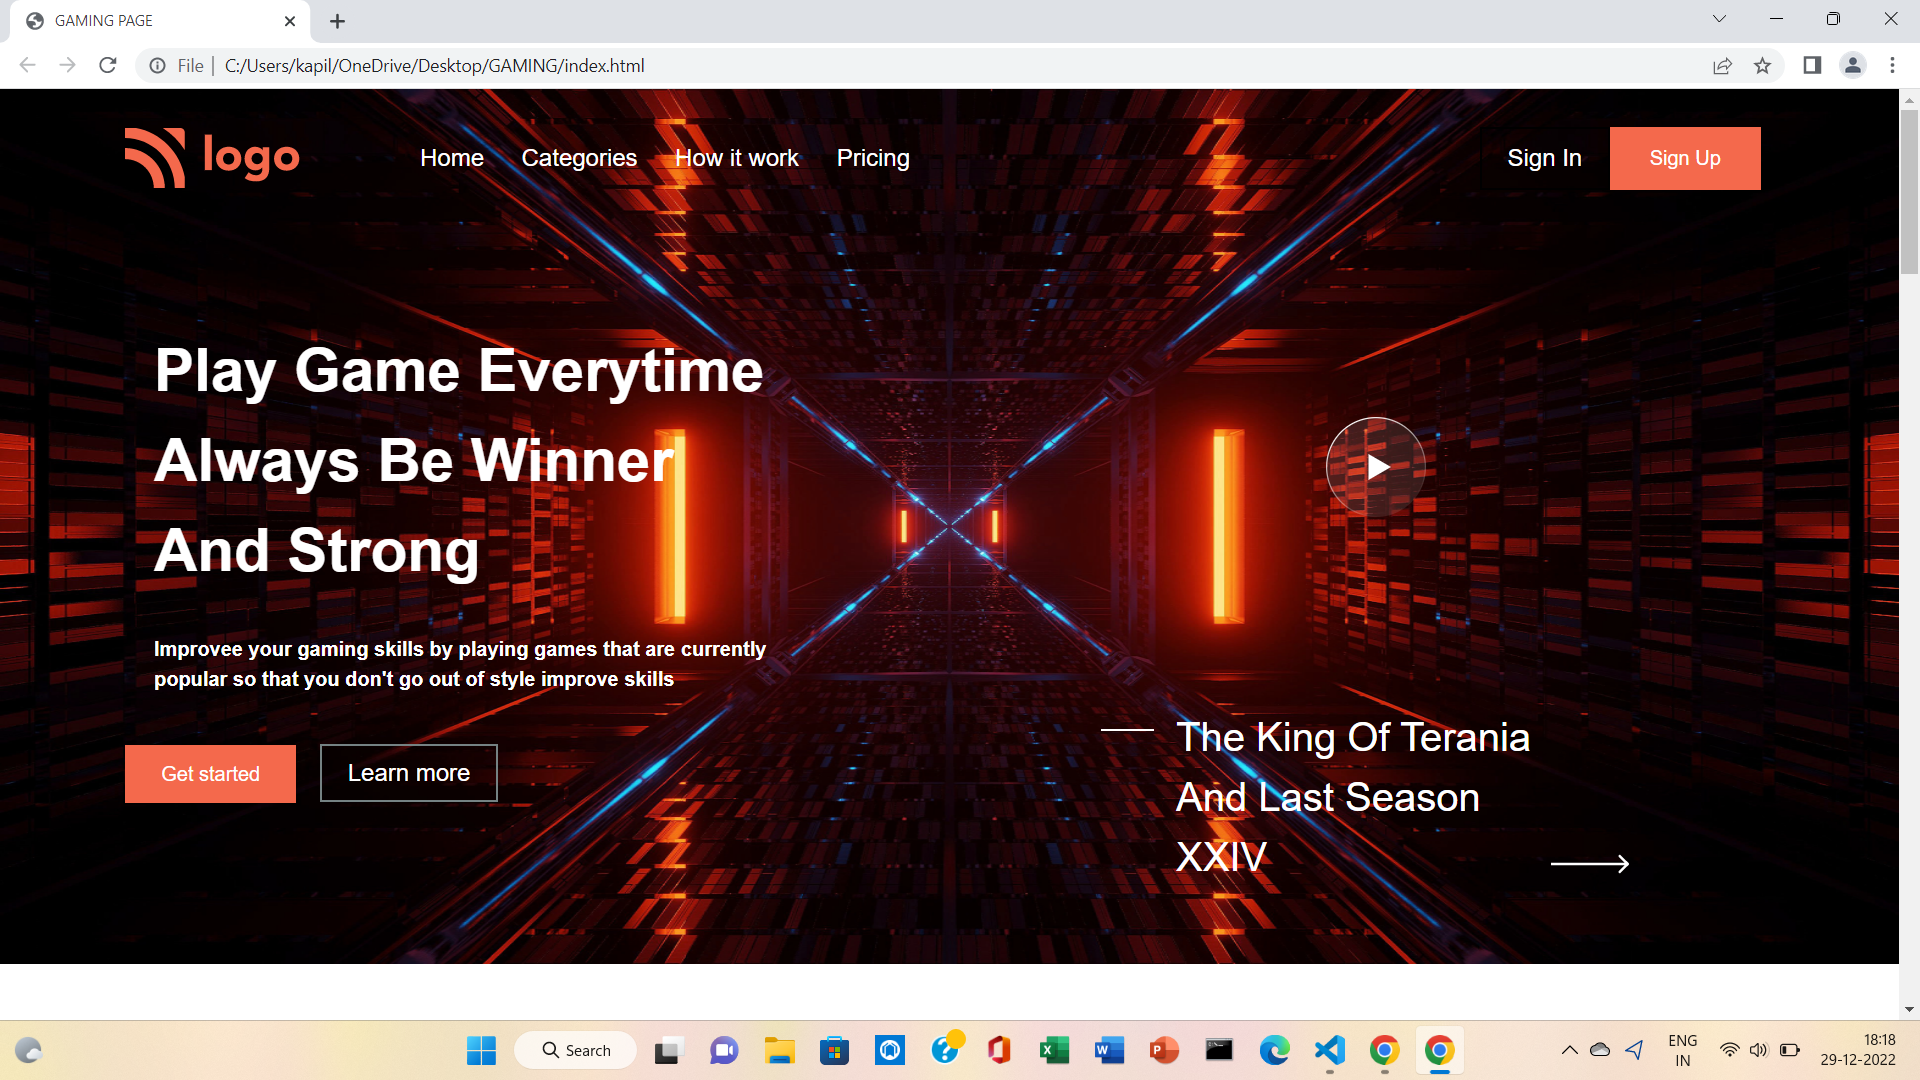 GAMING PAGE
File C:/Users/kapil/OneDrive/Desktop/GAMING/index.html
logo Home Categories How it work Pricing Sign In Sign Up
Play Game Everytime
Always Be Winner
And Strong
Improvee your gaming skills by playing games that are currently
popular so that you don't go out of style improve skills
Get started Learn more
The King Of Terania
And Last Season
XXIV
Search
ENG
IN
18:18
29-12-2022